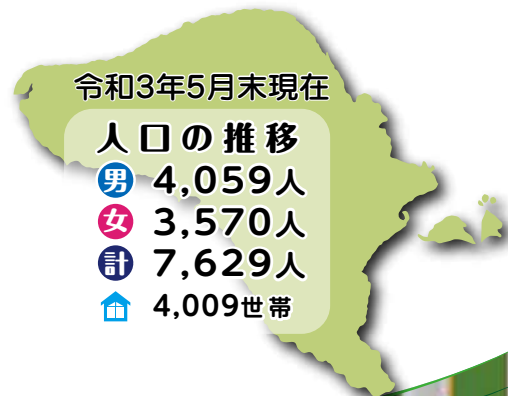 令和3年5月末現在
人口の推移
男 4,059人
女 3,570人
計 7,629人
4,009世帯